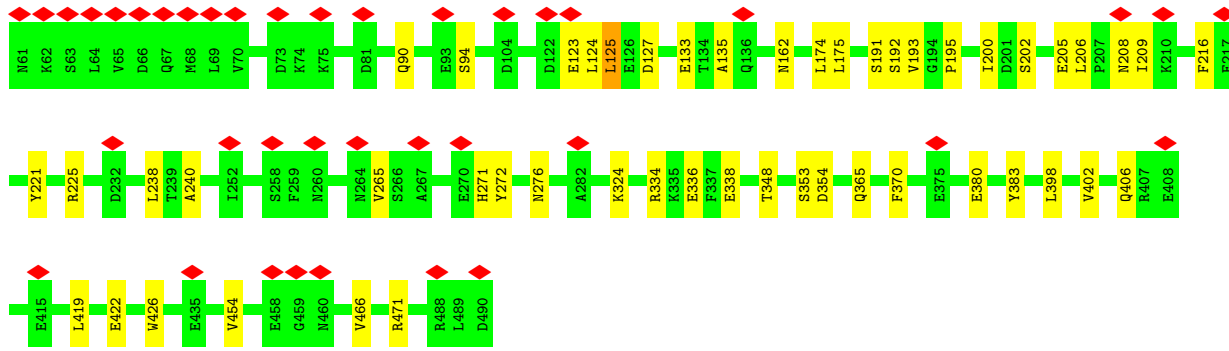 N61 K62 S63 L64 V65 D66 Q67 M68 L69 V70 D73 K74 K75 D81 Q90 E93 S94 D104 D122 E123 L124 L125 E126 D127 E133 T134 A135 Q136 N162 L174 L175 S191 S192 V193 G194 P195 I200 D201 S202 E205 L206 P207 N208 I209 K210 F216 E217
Y221 R225 D232 L238 T239 A240 I252 S258 F259 N260 N264 V265 S266 A267 E270 H271 Y272 N276 A282 K324 R334 K335 E336 F337 E338 T348 S353 D354 Q365 F370 E375 E380 Y383 L398 V402 Q406 R407 E408
E415 L419 E422 W426 E435 V454 E458 G459 N460 V466 R471 R488 L489 D490